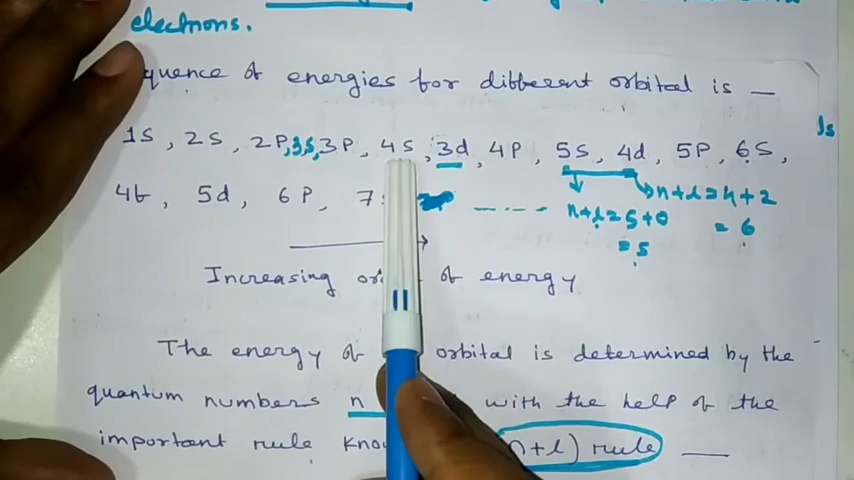 electrons.
quence of energies for different orbital is —
1S, 2S, 2P, 3S, 3P, 4S, 3d, 4P, 5S, 4d, 5P, 6S,
1s
4f, 5d, 6P, 7s ----
n+l=5+0
=5
n+l=4+2
=6
Increasing of energy
The energy of orbital is determined by the
quantum numbers n with the help of the
important rule (n+l) rule —